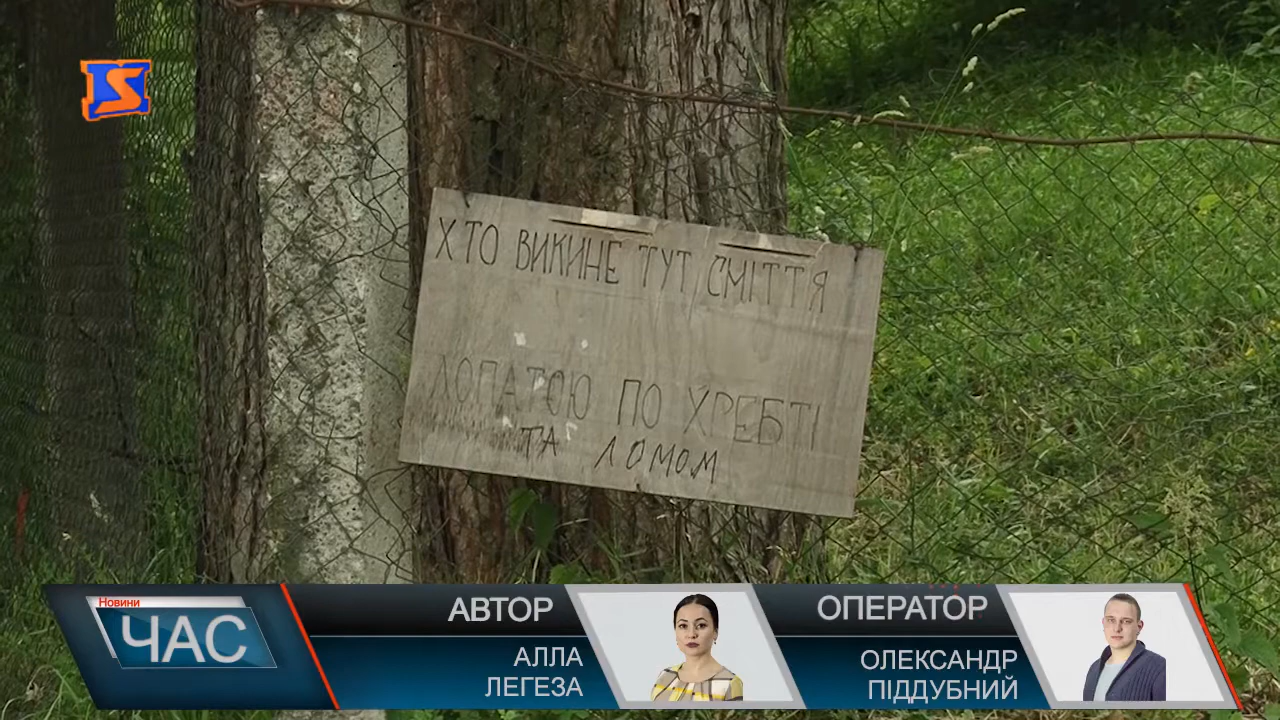 ХТО ВИКИНЕ ТУТ СМІТТЯ
ЛОПАТОЮ ПО ХРЕБТІ
ТА ЛОМОМ
Новини
ЧАС
АВТОР
АЛЛА
ЛЕГЕЗА
ОПЕРАТОР
ОЛЕКСАНДР
ПІДДУБНИЙ